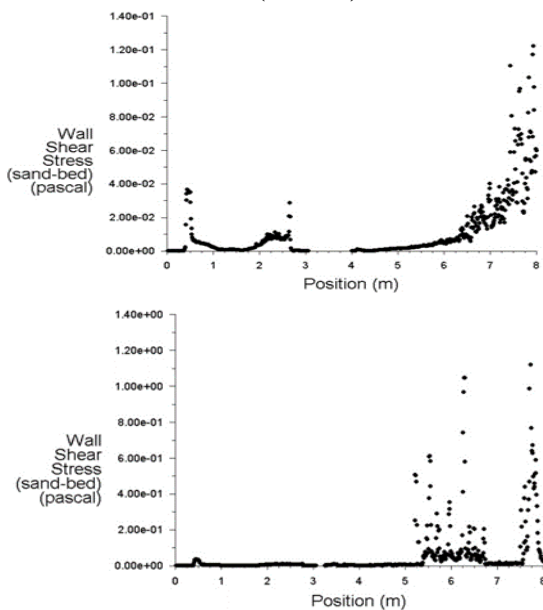 1.40e-01
1.20e-01
1.00e-01
8.00e-02
6.00e-02
4.00e-02
2.00e-02
0.00e+00
Wall
Shear
Stress
(sand-bed)
(pascal)
0 1 2 3 4 5 6 7 8
Position (m)
1.40e+00
1.20e+00
1.00e+00
8.00e-01
6.00e-01
4.00e-01
2.00e-01
0.00e+00
Wall
Shear
Stress
(sand-bed)
(pascal)
0 1 2 3 4 5 6 7 8
Position (m)